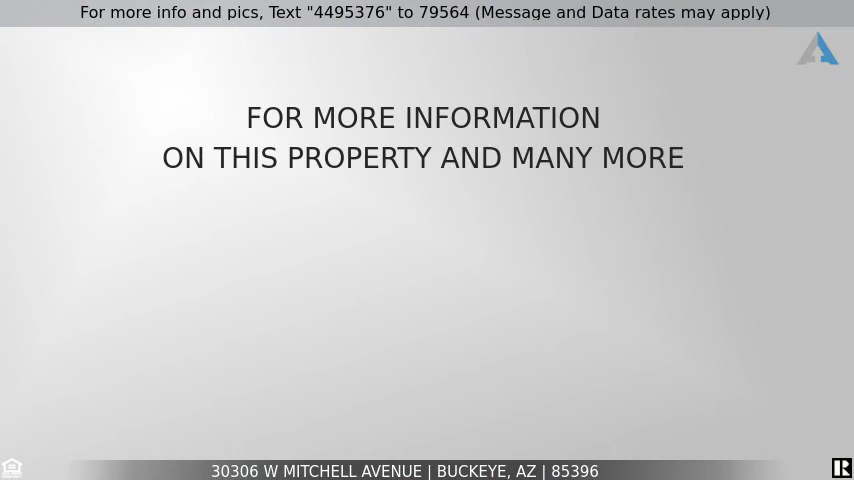 For more info and pics, Text "4495376" to 79564 (Message and Data rates may apply)
FOR MORE INFORMATION
ON THIS PROPERTY AND MANY MORE
30306 W MITCHELL AVENUE | BUCKEYE, AZ | 85396